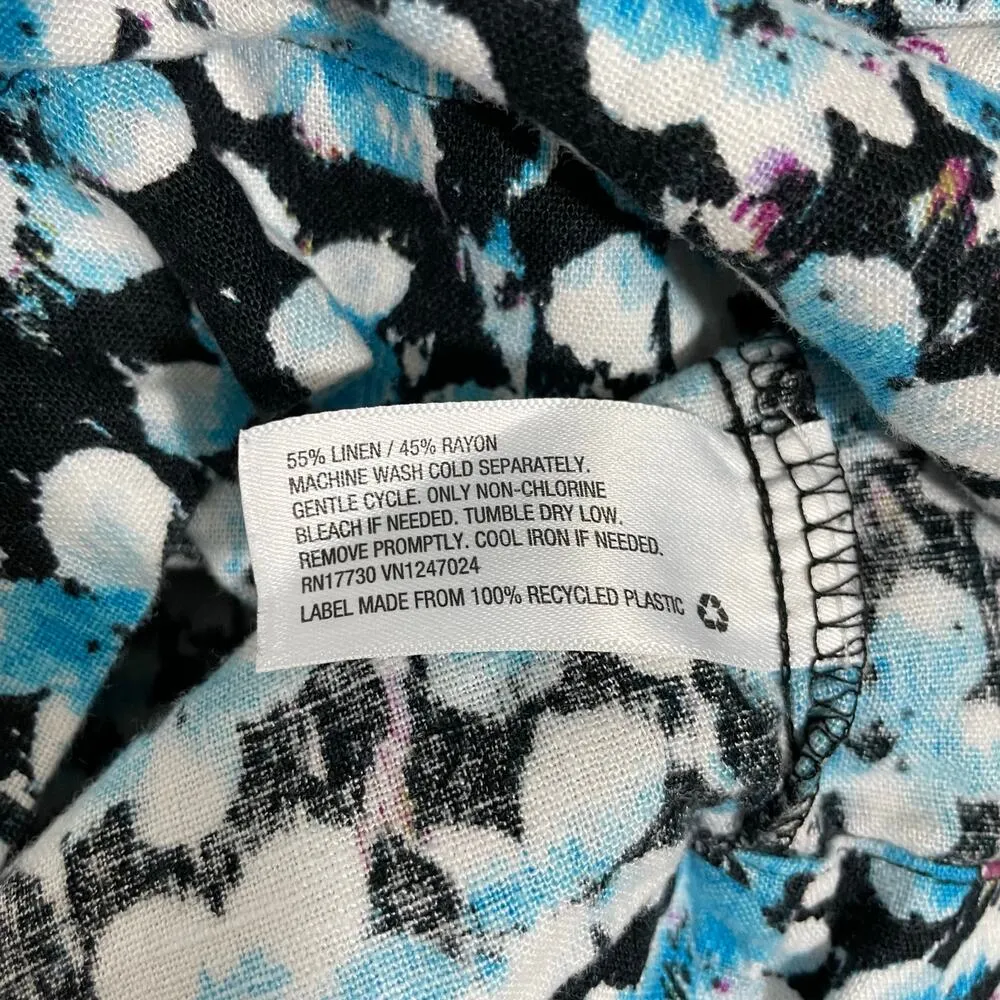 55% LINEN / 45% RAYON
MACHINE WASH COLD SEPARATELY.
GENTLE CYCLE. ONLY NON-CHLORINE
BLEACH IF NEEDED. TUMBLE DRY LOW.
REMOVE PROMPTLY. COOL IRON IF NEEDED.
RN17730 VN1247024
LABEL MADE FROM 100% RECYCLED PLASTIC